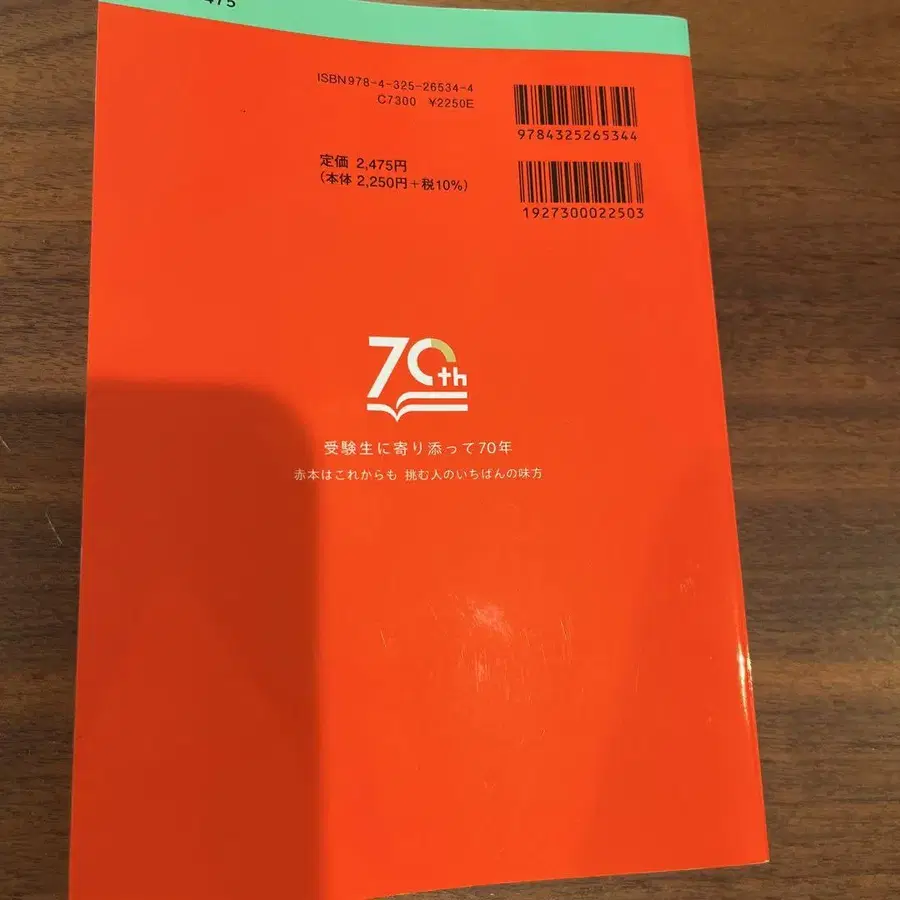 475
ISBN978-4-325-26534-4
C7300 ¥2250E
9784325265344
定価 2,475円
(本体 2,250円+税10%)
1927300022503
70th
受験生に寄り添って70年
赤本はこれからも 挑む人のいちばんの味方